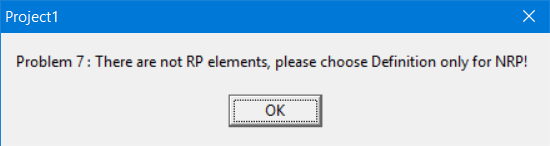 Project1
Problem 7 : There are not RP elements, please choose Definition only for NRP!
OK